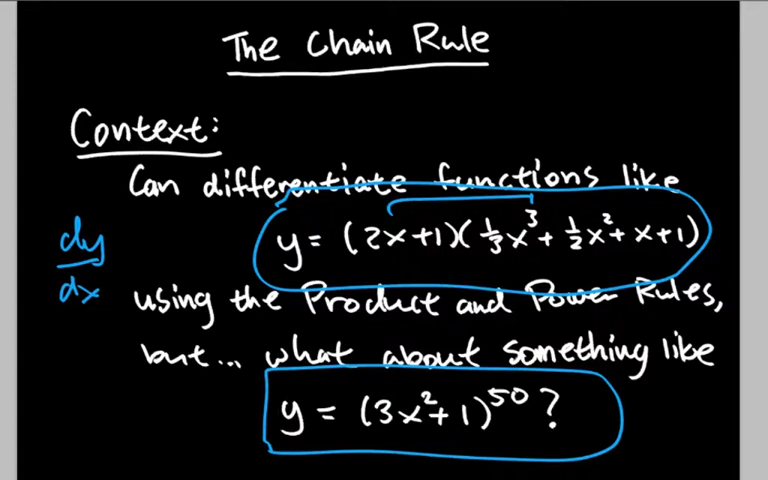 The Chain Rule
Context:
Can differentiate functions like
y = (2x+1)(⅓x³ + ½x² + x + 1)
dy/dx
using the Product and Power Rules,
but... what about something like
y = (3x²+1)⁵⁰ ?